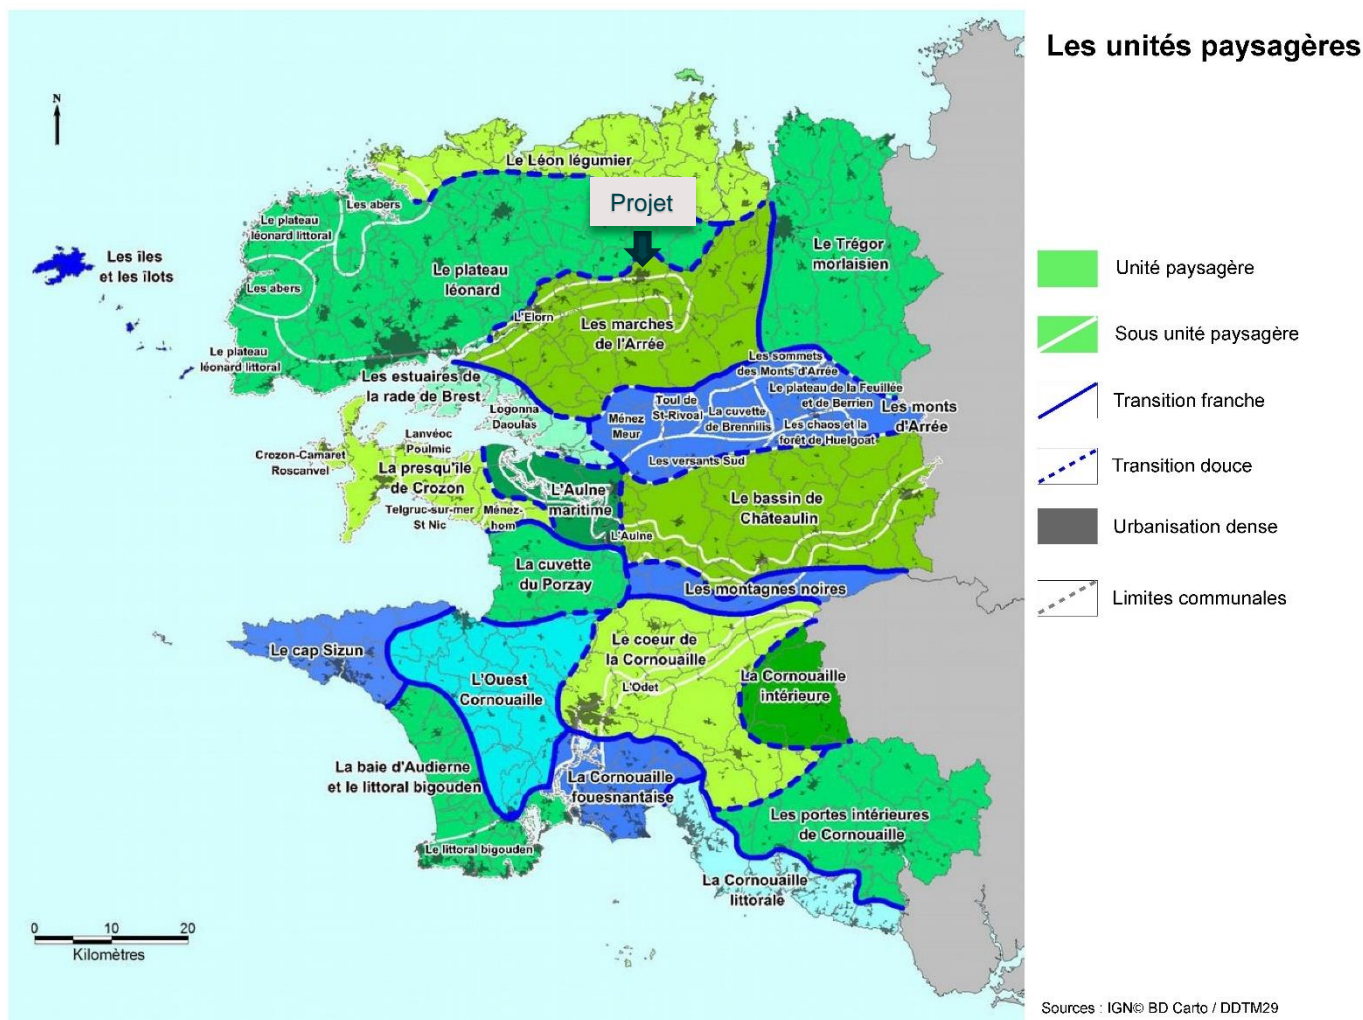 Les unités paysagères
N
Le Léon légumier
Projet
Les abers
Le plateau
léonard littoral
Le Trégor
morlaisien
Les îles
et les îlots
Le plateau
léonard
Les abers
L'Elorn
Les marches
de l'Arrée
Le plateau
léonard littoral
Les sommets
des Monts d'Arrée
Les estuaires de
la rade de Brest
Le plateau de la Feuillée
et de Berrien
Toul de
St-Rivoal
La cuvette
de Brennilis
Les monts
d'Arrée
Logonna
Daoulas
Ménez
Meur
Les chaos et la
forêt de Huelgoat
Lanvéoc
Poulmic
Crozon-Camaret
Roscanvel
La presqu'île
de Crozon
Les versants Sud
L'Aulne
maritime
Le bassin de
Châteaulin
Telgruc-sur-mer
St Nic
Ménez-
hom
L'Aulne
La cuvette
du Porzay
Les montagnes noires
Le cap Sizun
Le coeur de
la Cornouaille
L'Ouest
Cornouaille
L'Odet
La Cornouaille
intérieure
La baie d'Audierne
et le littoral bigouden
La Cornouaille
fouesnantaise
Les portes intérieures
de Cornouaille
Le littoral bigouden
La Cornouaille
littorale
0 10 20
Kilomètres
Unité paysagère
Sous unité paysagère
Transition franche
Transition douce
Urbanisation dense
Limites communales
Sources : IGN© BD Carto / DDTM29